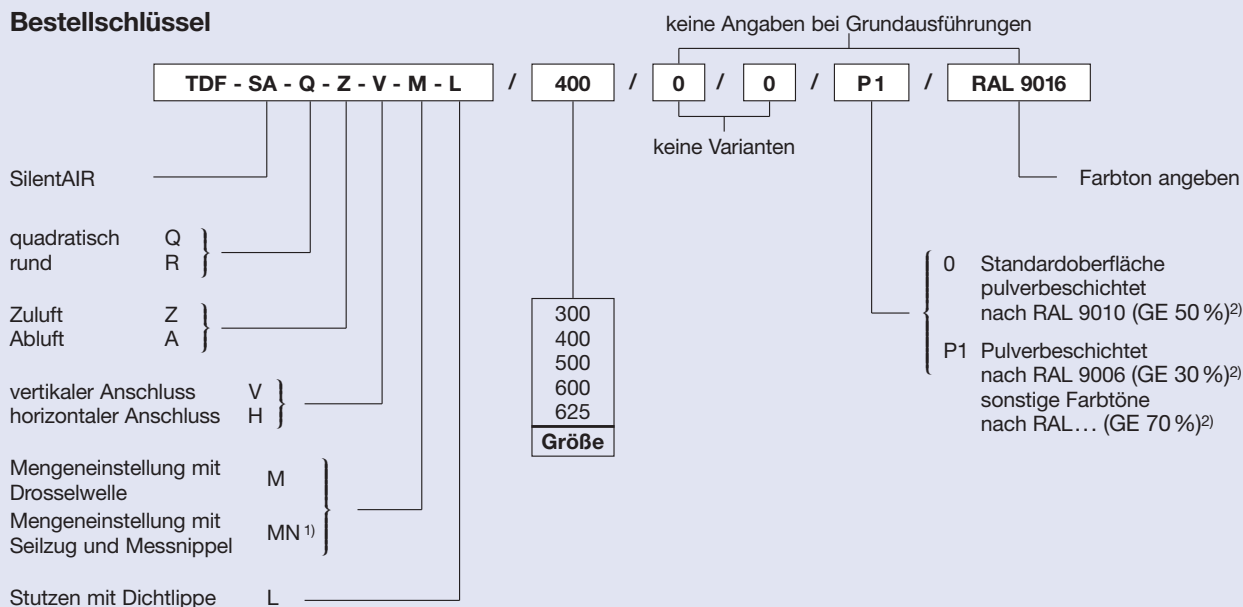 Bestellschlüssel
keine Angaben bei Grundausführungen
TDF - SA - Q - Z - V - M - L / 400 / 0 / 0 / P1 / RAL 9016
keine Varianten
SilentAIR
Farbton angeben
quadratisch Q
rund R
Zuluft Z
Abluft A
vertikaler Anschluss V
horizontaler Anschluss H
Mengeneinstellung mit
Drosselwelle M
Mengeneinstellung mit
Seilzug und Messnippel MN 1)
Stutzen mit Dichtlippe L
300
400
500
600
625
Größe
0 Standardoberfläche
pulverbeschichtet
nach RAL 9010 (GE 50 %)2)
P1 Pulverbeschichtet
nach RAL 9006 (GE 30 %)2)
sonstige Farbtöne
nach RAL... (GE 70 %)2)